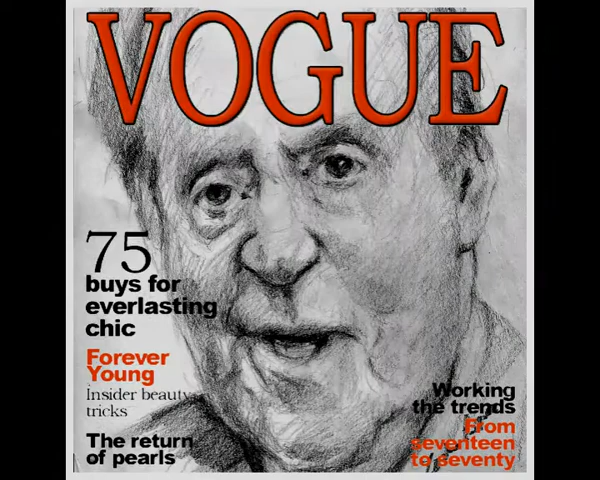 VOGUE
75
buys for
everlasting
chic
Forever
Young
Insider beauty
tricks
The return
of pearls
Working
the trends
From
seventeen
to seventy